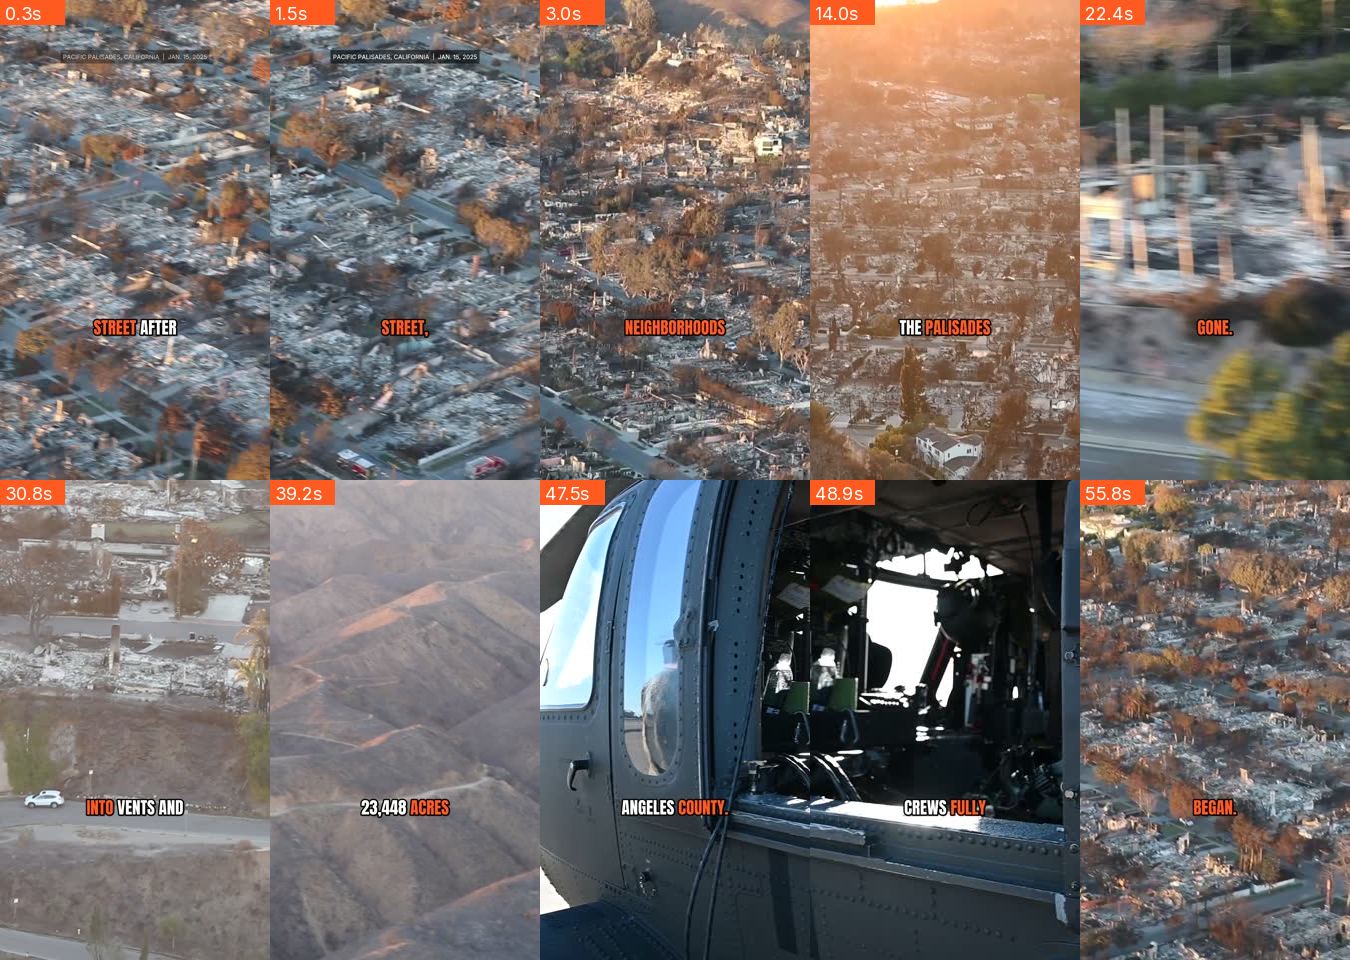 0.3s
PACIFIC PALISADES, CALIFORNIA | JAN. 15, 2025
STREET AFTER
1.5s
PACIFIC PALISADES, CALIFORNIA | JAN. 15, 2025
STREET,
3.0s
NEIGHBORHOODS
14.0s
THE PALISADES
22.4s
GONE.
30.8s
INTO VENTS AND
39.2s
23,448 ACRES
47.5s
ANGELES COUNTY.
48.9s
CREWS FULLY
55.8s
BEGAN.